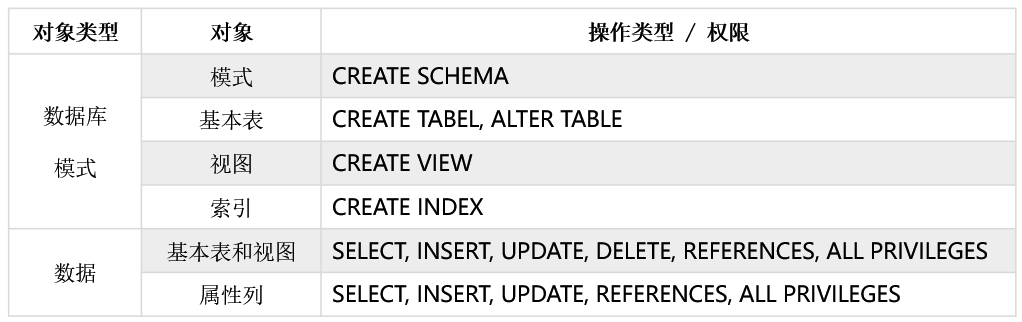 对象类型 对象 操作类型 / 权限
数据库
模式
模式 CREATE SCHEMA
基本表 CREATE TABEL, ALTER TABLE
视图 CREATE VIEW
索引 CREATE INDEX
数据
基本表和视图 SELECT, INSERT, UPDATE, DELETE, REFERENCES, ALL PRIVILEGES
属性列 SELECT, INSERT, UPDATE, REFERENCES, ALL PRIVILEGES